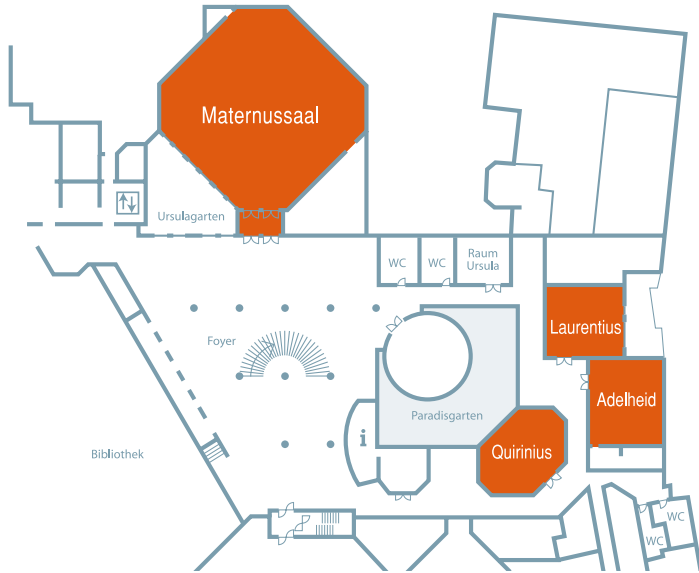 Maternussaal
Ursulagarten
WC
WC
Raum
Ursula
Foyer
Laurentius
Paradisgarten
Adelheid
i
Quirinius
Bibliothek
WC
WC